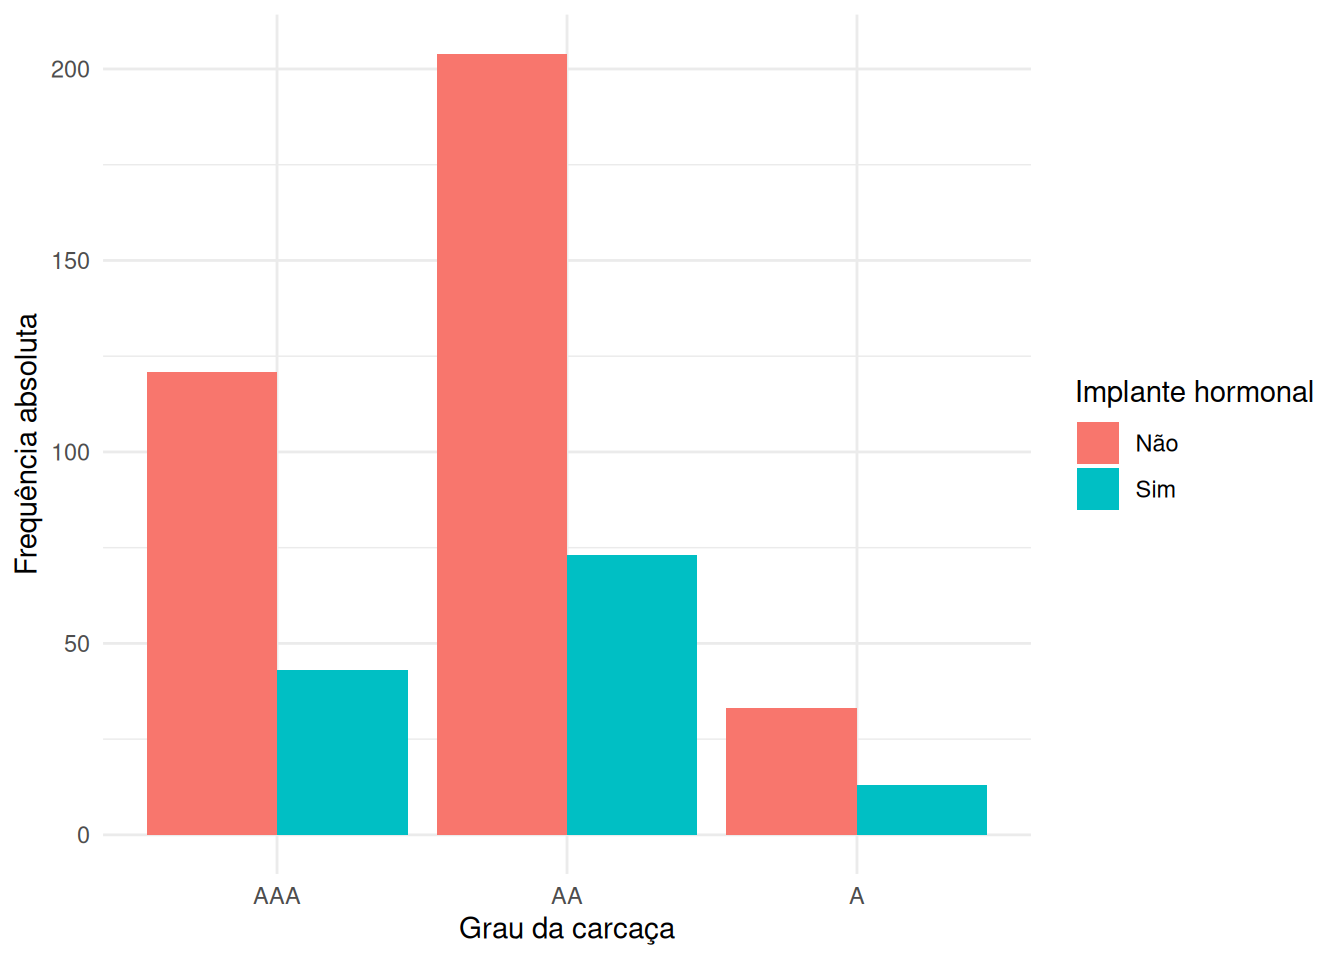 200
150
100
50
0
Frequência absoluta
AAA
AA
A
Grau da carcaça
Implante hormonal
Não
Sim